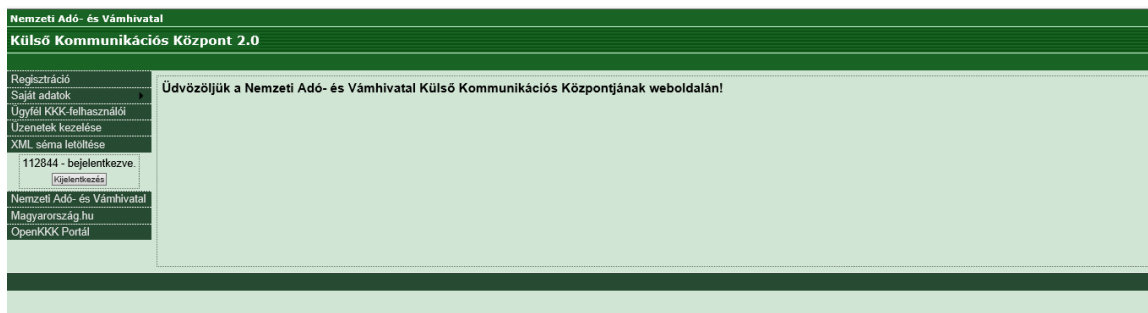 Nemzeti Adó- és Vámhivatal
Külső Kommunikációs Központ 2.0
Regisztráció
Saját adatok
Ügyfél KKK-felhasználói
Üzenetek kezelése
XML séma letöltése
112844 - bejelentkezve.
Kijelentkezés
Nemzeti Adó- és Vámhivatal
Magyarország.hu
OpenKKK Portál
Üdvözöljük a Nemzeti Adó- és Vámhivatal Külső Kommunikációs Központjának weboldalán!